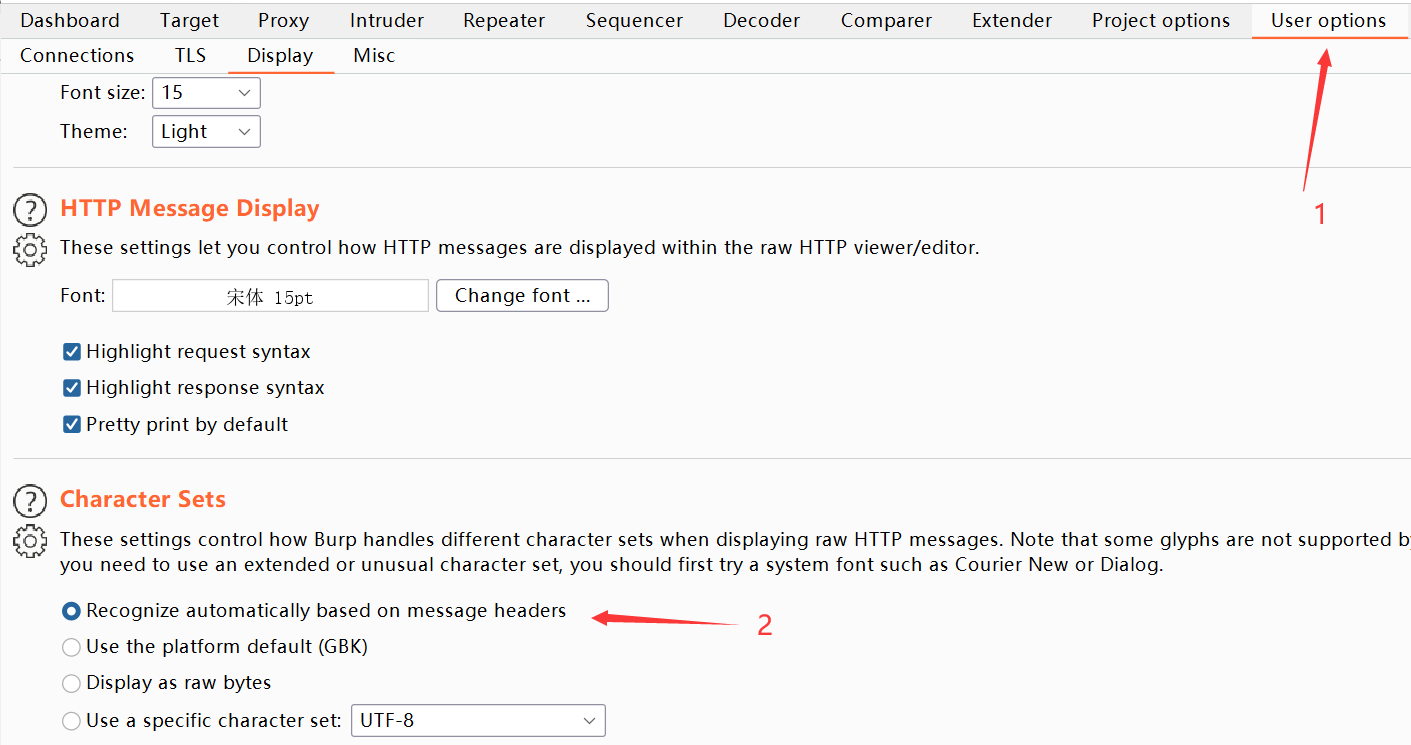 Dashboard Target Proxy Intruder Repeater Sequencer Decoder Comparer Extender Project options User options
Connections TLS Display Misc
Font size: 15
Theme: Light
1
HTTP Message Display
These settings let you control how HTTP messages are displayed within the raw HTTP viewer/editor.
Font: 宋体 15pt Change font ...
Highlight request syntax
Highlight response syntax
Pretty print by default
Character Sets
These settings control how Burp handles different character sets when displaying raw HTTP messages. Note that some glyphs are not supported by
you need to use an extended or unusual character set, you should first try a system font such as Courier New or Dialog.
Recognize automatically based on message headers
2
Use the platform default (GBK)
Display as raw bytes
Use a specific character set: UTF-8